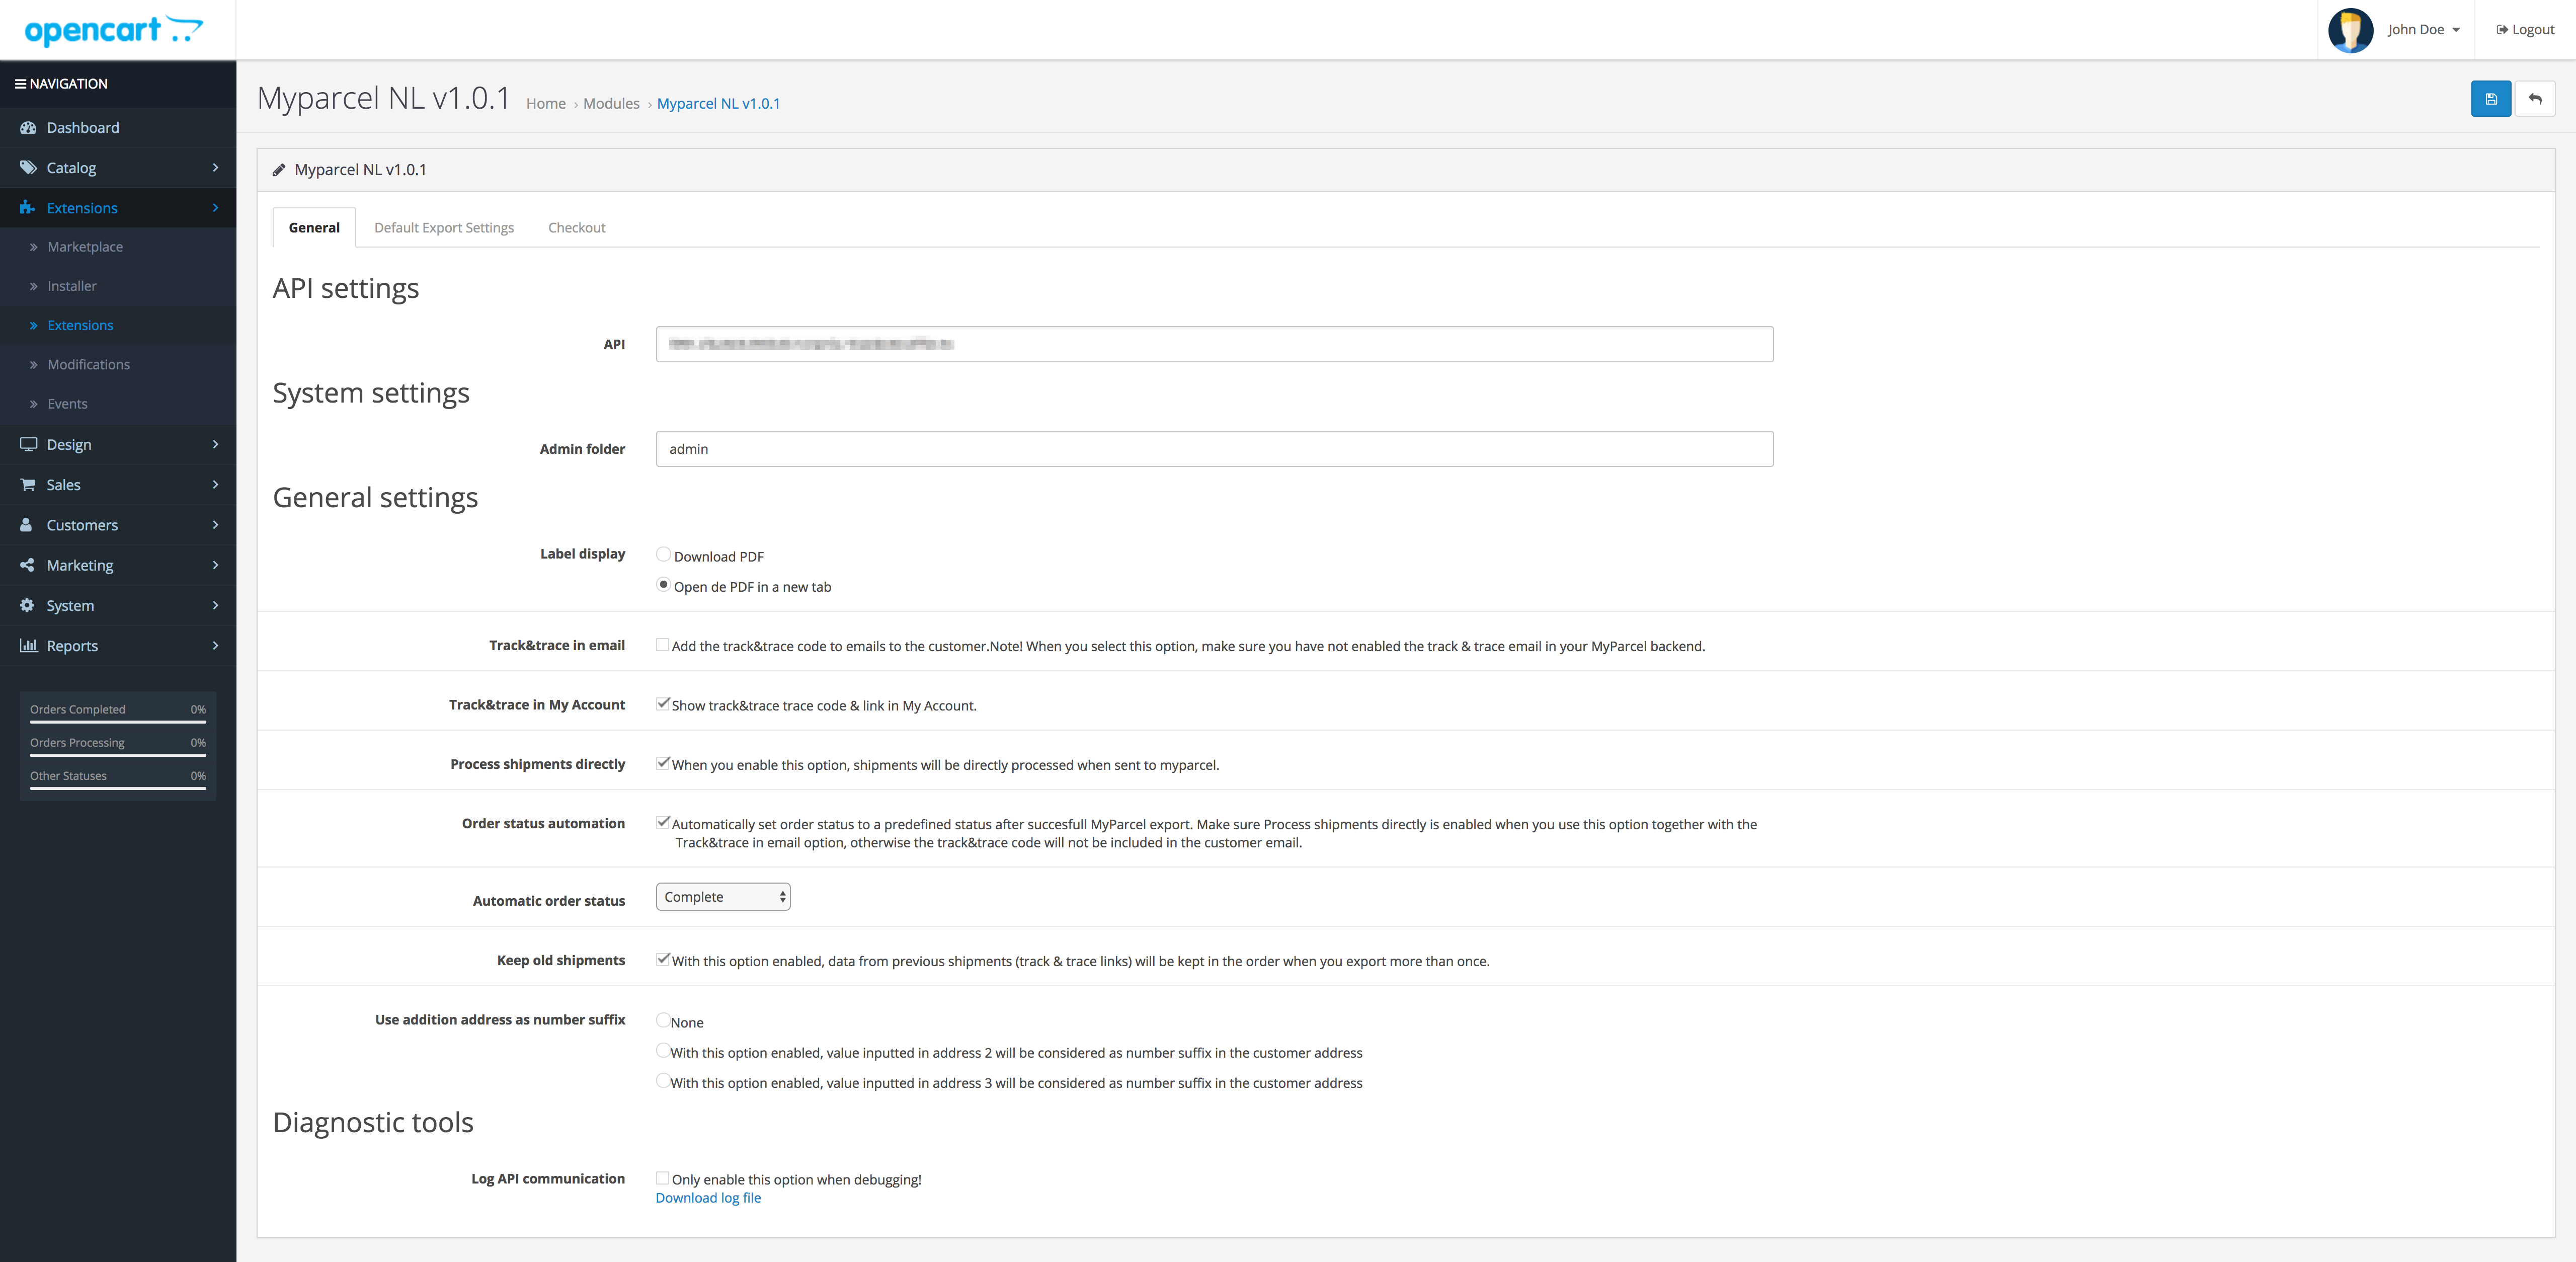 opencart
John Doe
Logout
NAVIGATION
Dashboard
Catalog
Extensions
Marketplace
Installer
Extensions
Modifications
Events
Design
Sales
Customers
Marketing
System
Reports
Orders Completed 0%
Orders Processing 0%
Other Statuses 0%
Myparcel NL v1.0.1
Home › Modules › Myparcel NL v1.0.1
Myparcel NL v1.0.1
General Default Export Settings Checkout
API settings
API
System settings
Admin folder admin
General settings
Label display Download PDF
Open de PDF in a new tab
Track&trace in email Add the track&trace code to emails to the customer.Note! When you select this option, make sure you have not enabled the track & trace email in your MyParcel backend.
Track&trace in My Account Show track&trace trace code & link in My Account.
Process shipments directly When you enable this option, shipments will be directly processed when sent to myparcel.
Order status automation Automatically set order status to a predefined status after succesfull MyParcel export. Make sure Process shipments directly is enabled when you use this option together with the
Track&trace in email option, otherwise the track&trace code will not be included in the customer email.
Automatic order status Complete
Keep old shipments With this option enabled, data from previous shipments (track & trace links) will be kept in the order when you export more than once.
Use addition address as number suffix None
With this option enabled, value inputted in address 2 will be considered as number suffix in the customer address
With this option enabled, value inputted in address 3 will be considered as number suffix in the customer address
Diagnostic tools
Log API communication Only enable this option when debugging!
Download log file